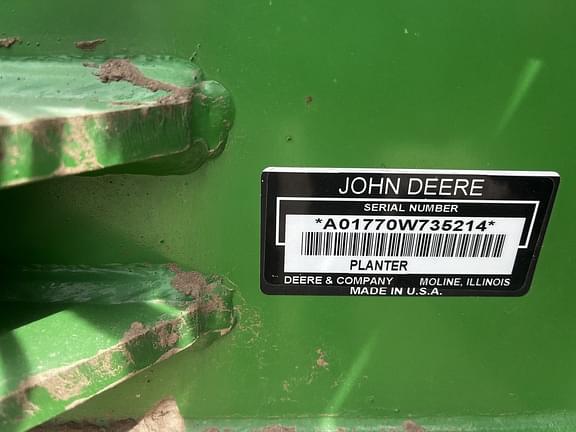 JOHN DEERE
SERIAL NUMBER
*A01770W735214*
PLANTER
DEERE & COMPANY MOLINE, ILLINOIS
MADE IN U.S.A.